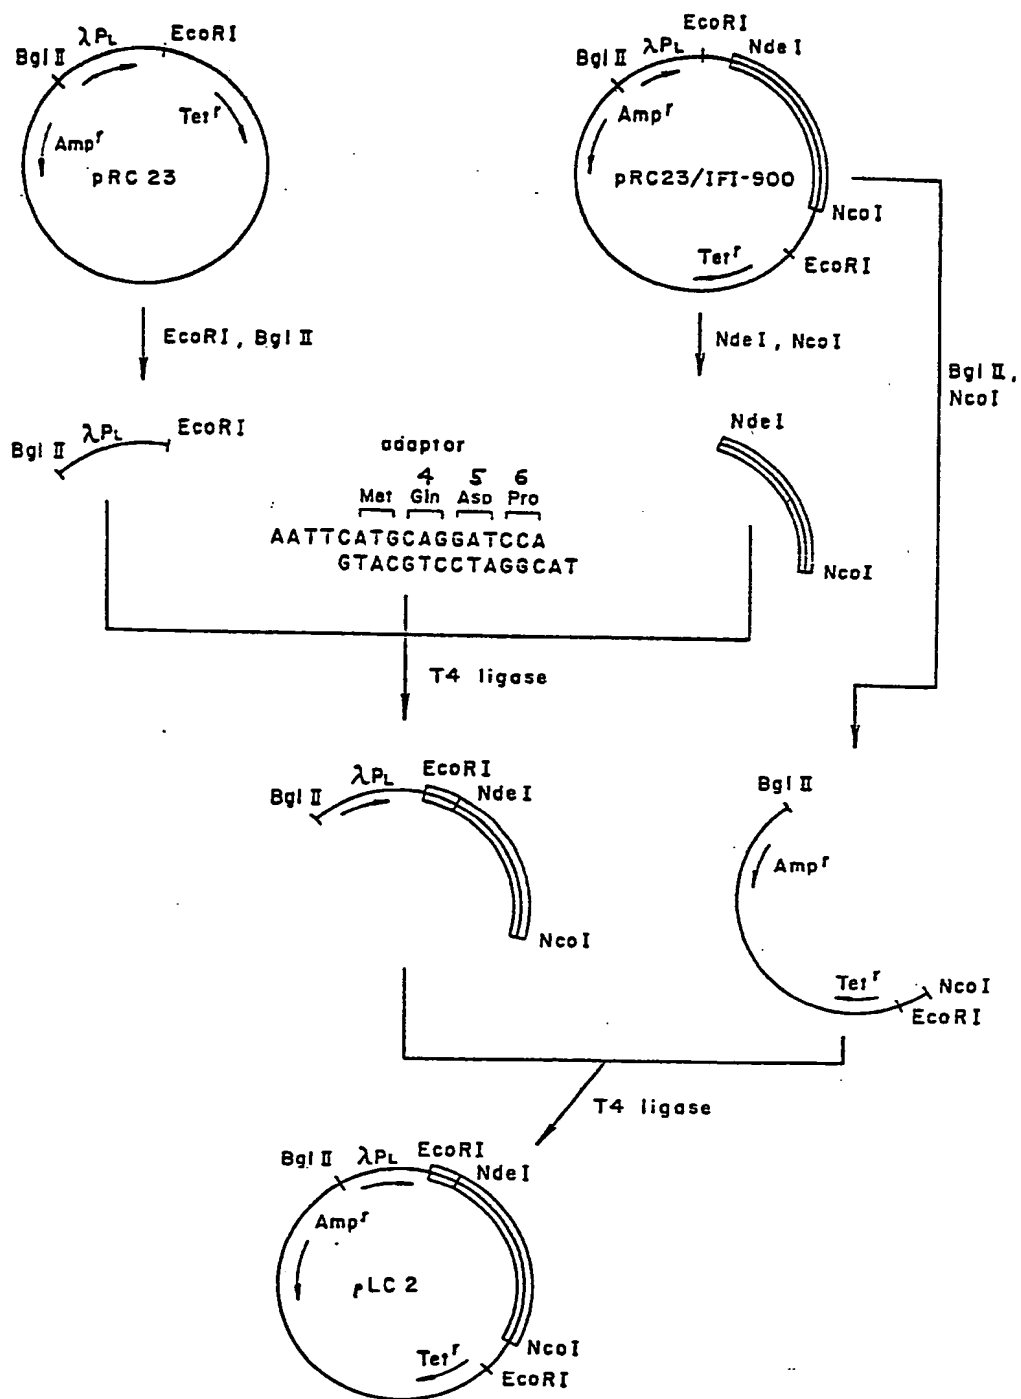 Bgl II
λPL
EcoRI
Ampr
Tetr
pRC 23
EcoRI
Bgl II
λPL
NdeI
Ampr
pRC23/IFI-900
NcoI
Tetr
EcoRI
EcoRI, Bgl II
NdeI, NcoI
Bgl II,
NcoI
Bgl II
λPL
EcoRI
NdeI
NcoI
adaptor
4 5 6
Met Gln Asp Pro
AATTCATGCAGGATCCA
GTACGTCCTAGGCAT
T4 ligase
Bgl II
λPL
EcoRI
NdeI
NcoI
Bgl II
Ampr
Tetr
NcoI
EcoRI
T4 ligase
Bgl II
λPL
EcoRI
NdeI
Ampr
pLC 2
NcoI
Tetr
EcoRI